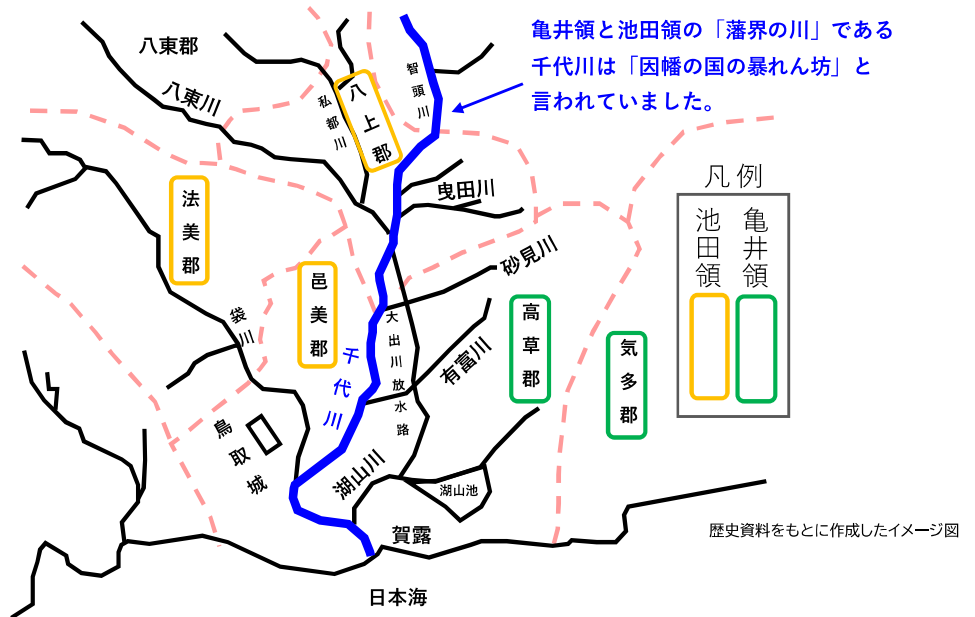 亀井領と池田領の「藩界の川」である
千代川は「因幡の国の暴れん坊」と
言われていました。
八東郡
八東川
私都川
八上郡
智頭川
曳田川
法美郡
砂見川
邑美郡
袋川
千代川
大出川放水路
有富川
高草郡
気多郡
凡例
池田領
亀井領
鳥取城
湖山川
湖山池
賀露
歴史資料をもとに作成したイメージ図
日本海